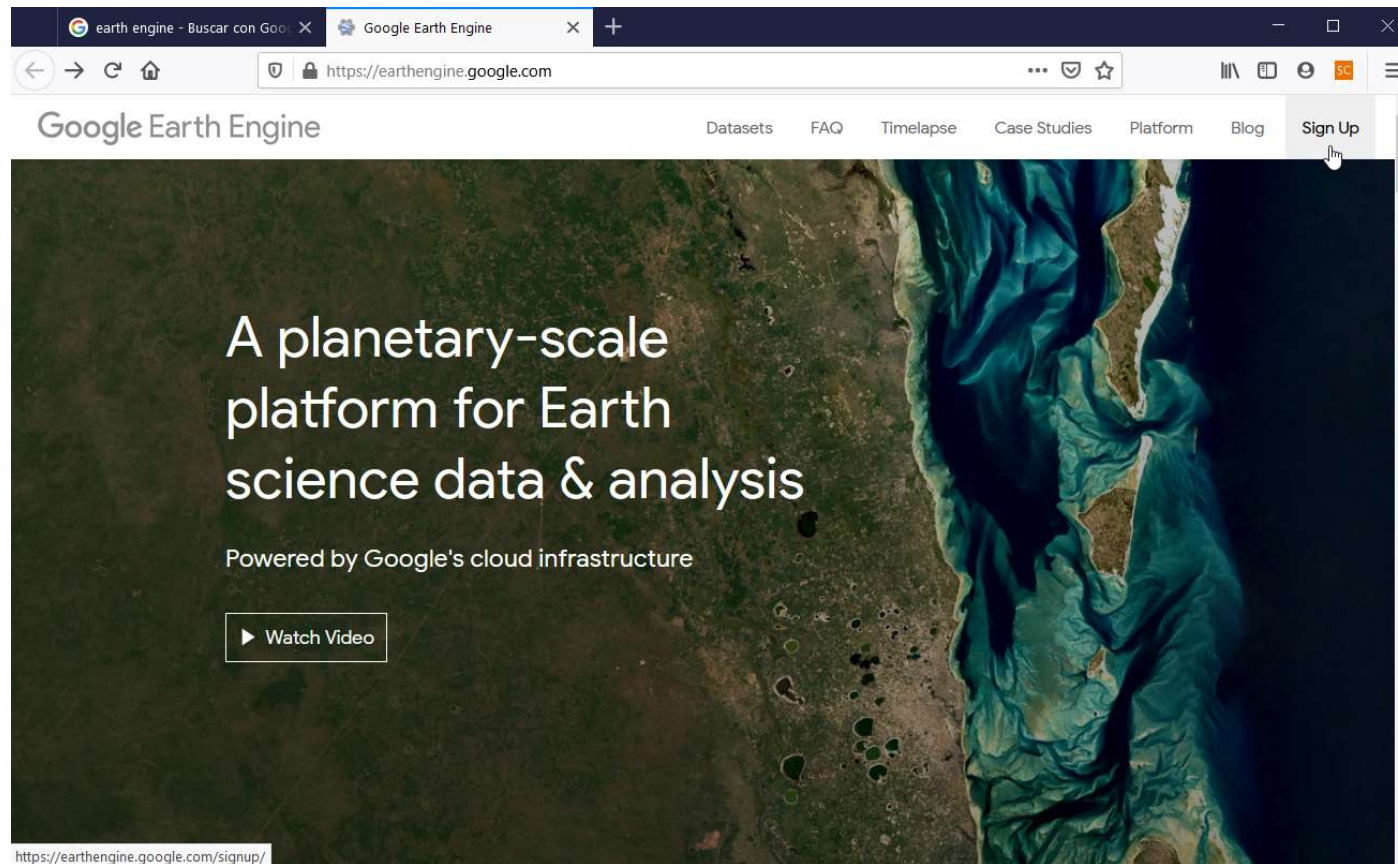 earth engine - Buscar con Goog
Google Earth Engine
https://earthengine.google.com
SC
Google Earth Engine
Datasets
FAQ
Timelapse
Case Studies
Platform
Blog
Sign Up
A planetary-scale
platform for Earth
science data & analysis
Powered by Google's cloud infrastructure
Watch Video
https://earthengine.google.com/signup/